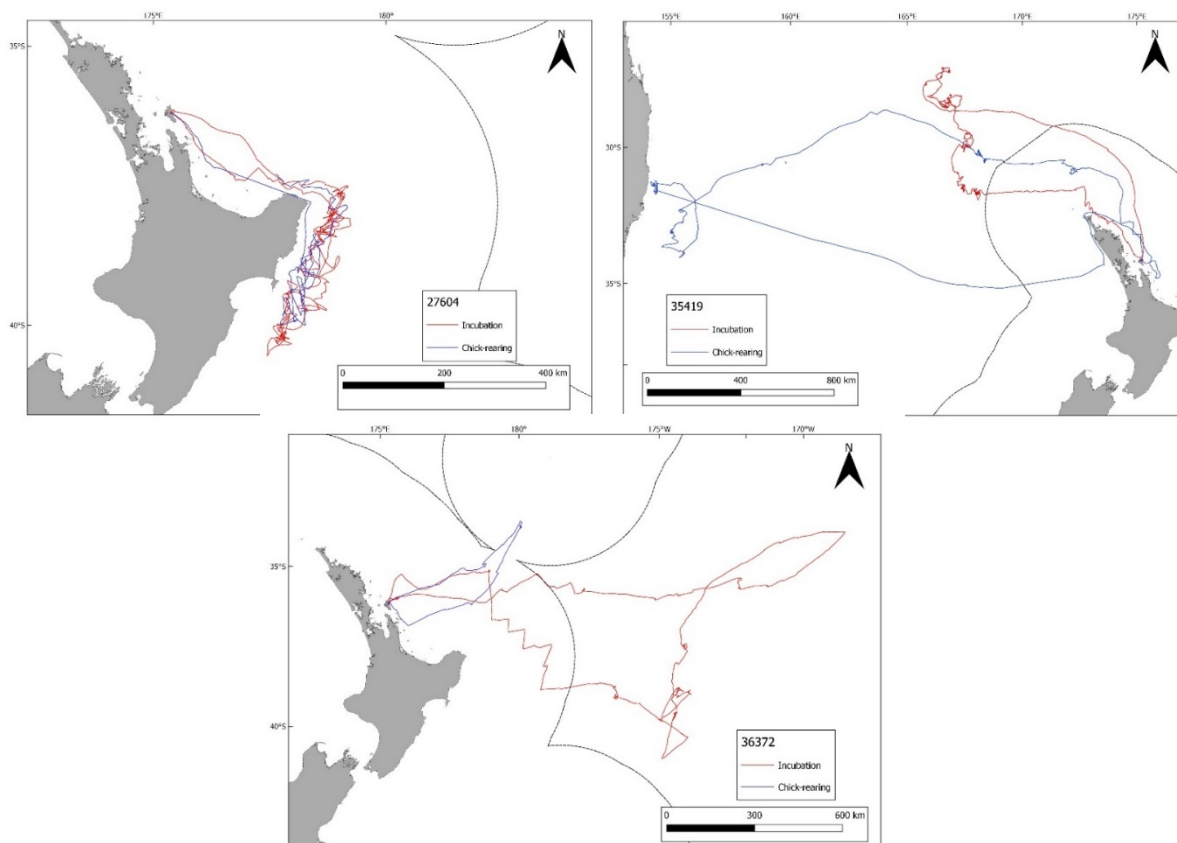 175°E 180°
N
35°S
40°S
27604
Incubation
Chick-rearing
0 200 400 km
155°E 160°E 165°E 170°E 175°E
N
30°S
35°S
35419
Incubation
Chick-rearing
0 400 800 km
175°E 180° 175°W 170°W
N
35°S
40°S
36372
Incubation
Chick-rearing
0 300 600 km